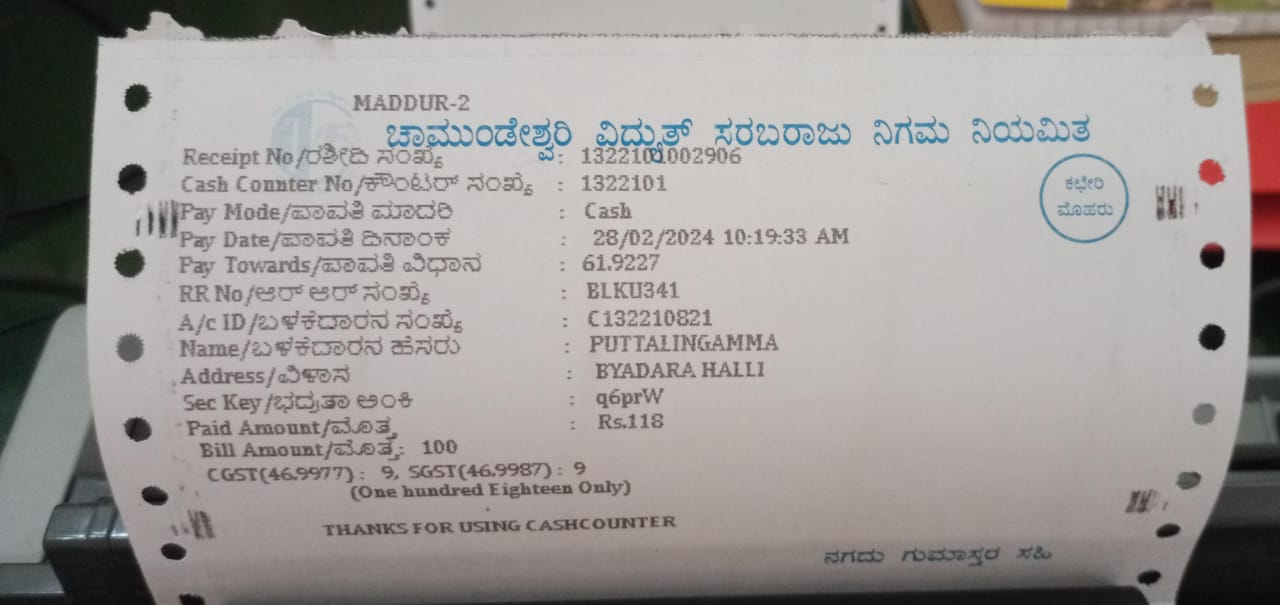 MADDUR-2
ಚಾಮುಂಡೇಶ್ವರಿ ವಿದ್ಯುತ್ ಸರಬರಾಜು ನಿಗಮ ನಿಯಮಿತ
Receipt No/ರಶೀದಿ ಸಂಖ್ಯೆ : 1322101002906
Cash Counter No/ಕೌಂಟರ್ ಸಂಖ್ಯೆ : 1322101
ಕಛೇರಿ
ಮೊಹರು
Pay Mode/ಪಾವತಿ ಮಾದರಿ : Cash
Pay Date/ಪಾವತಿ ದಿನಾಂಕ : 28/02/2024 10:19:33 AM
Pay Towards/ಪಾವತಿ ವಿಧಾನ : 61.9227
RR No/ಆರ್ ಆರ್ ಸಂಖ್ಯೆ : BLKU341
A/c ID/ಬಳಕೆದಾರನ ಸಂಖ್ಯೆ : C132210821
Name/ಬಳಕೆದಾರನ ಹೆಸರು : PUTTALINGAMMA
Address/ವಿಳಾಸ : BYADARA HALLI
Sec Key/ಭದ್ರತಾ ಅಂಕಿ : q6prW
Paid Amount/ಮೊತ್ತ : Rs.118
Bill Amount/ಮೊತ್ತ: 100
CGST(46.9977) : 9, SGST(46.9987) : 9
(One hundred Eighteen Only)
THANKS FOR USING CASHCOUNTER
ನಗದು ಗುಮಾಸ್ತರ ಸಹಿ